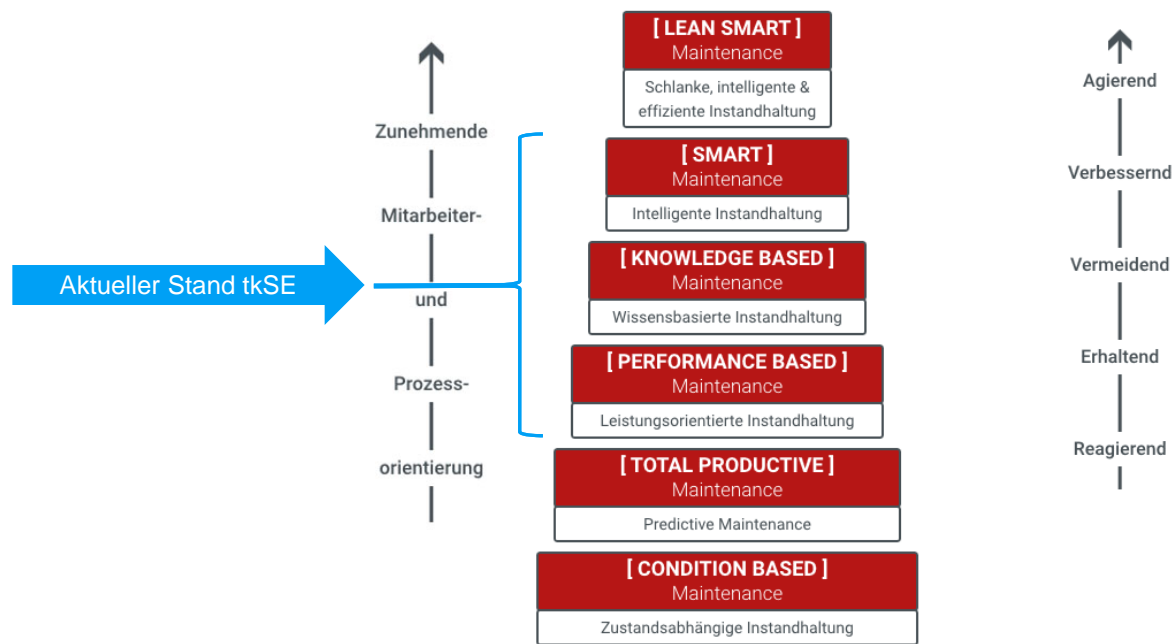 [ LEAN SMART ]
Maintenance
Schlanke, intelligente &
effiziente Instandhaltung
[ SMART ]
Maintenance
Intelligente Instandhaltung
[ KNOWLEDGE BASED ]
Maintenance
Wissensbasierte Instandhaltung
[ PERFORMANCE BASED ]
Maintenance
Leistungsorientierte Instandhaltung
[ TOTAL PRODUCTIVE ]
Maintenance
Predictive Maintenance
[ CONDITION BASED ]
Maintenance
Zustandsabhängige Instandhaltung
Zunehmende
Mitarbeiter-
und
Prozess-
orientierung
Aktueller Stand tkSE
Agierend
Verbessernd
Vermeidend
Erhaltend
Reagierend